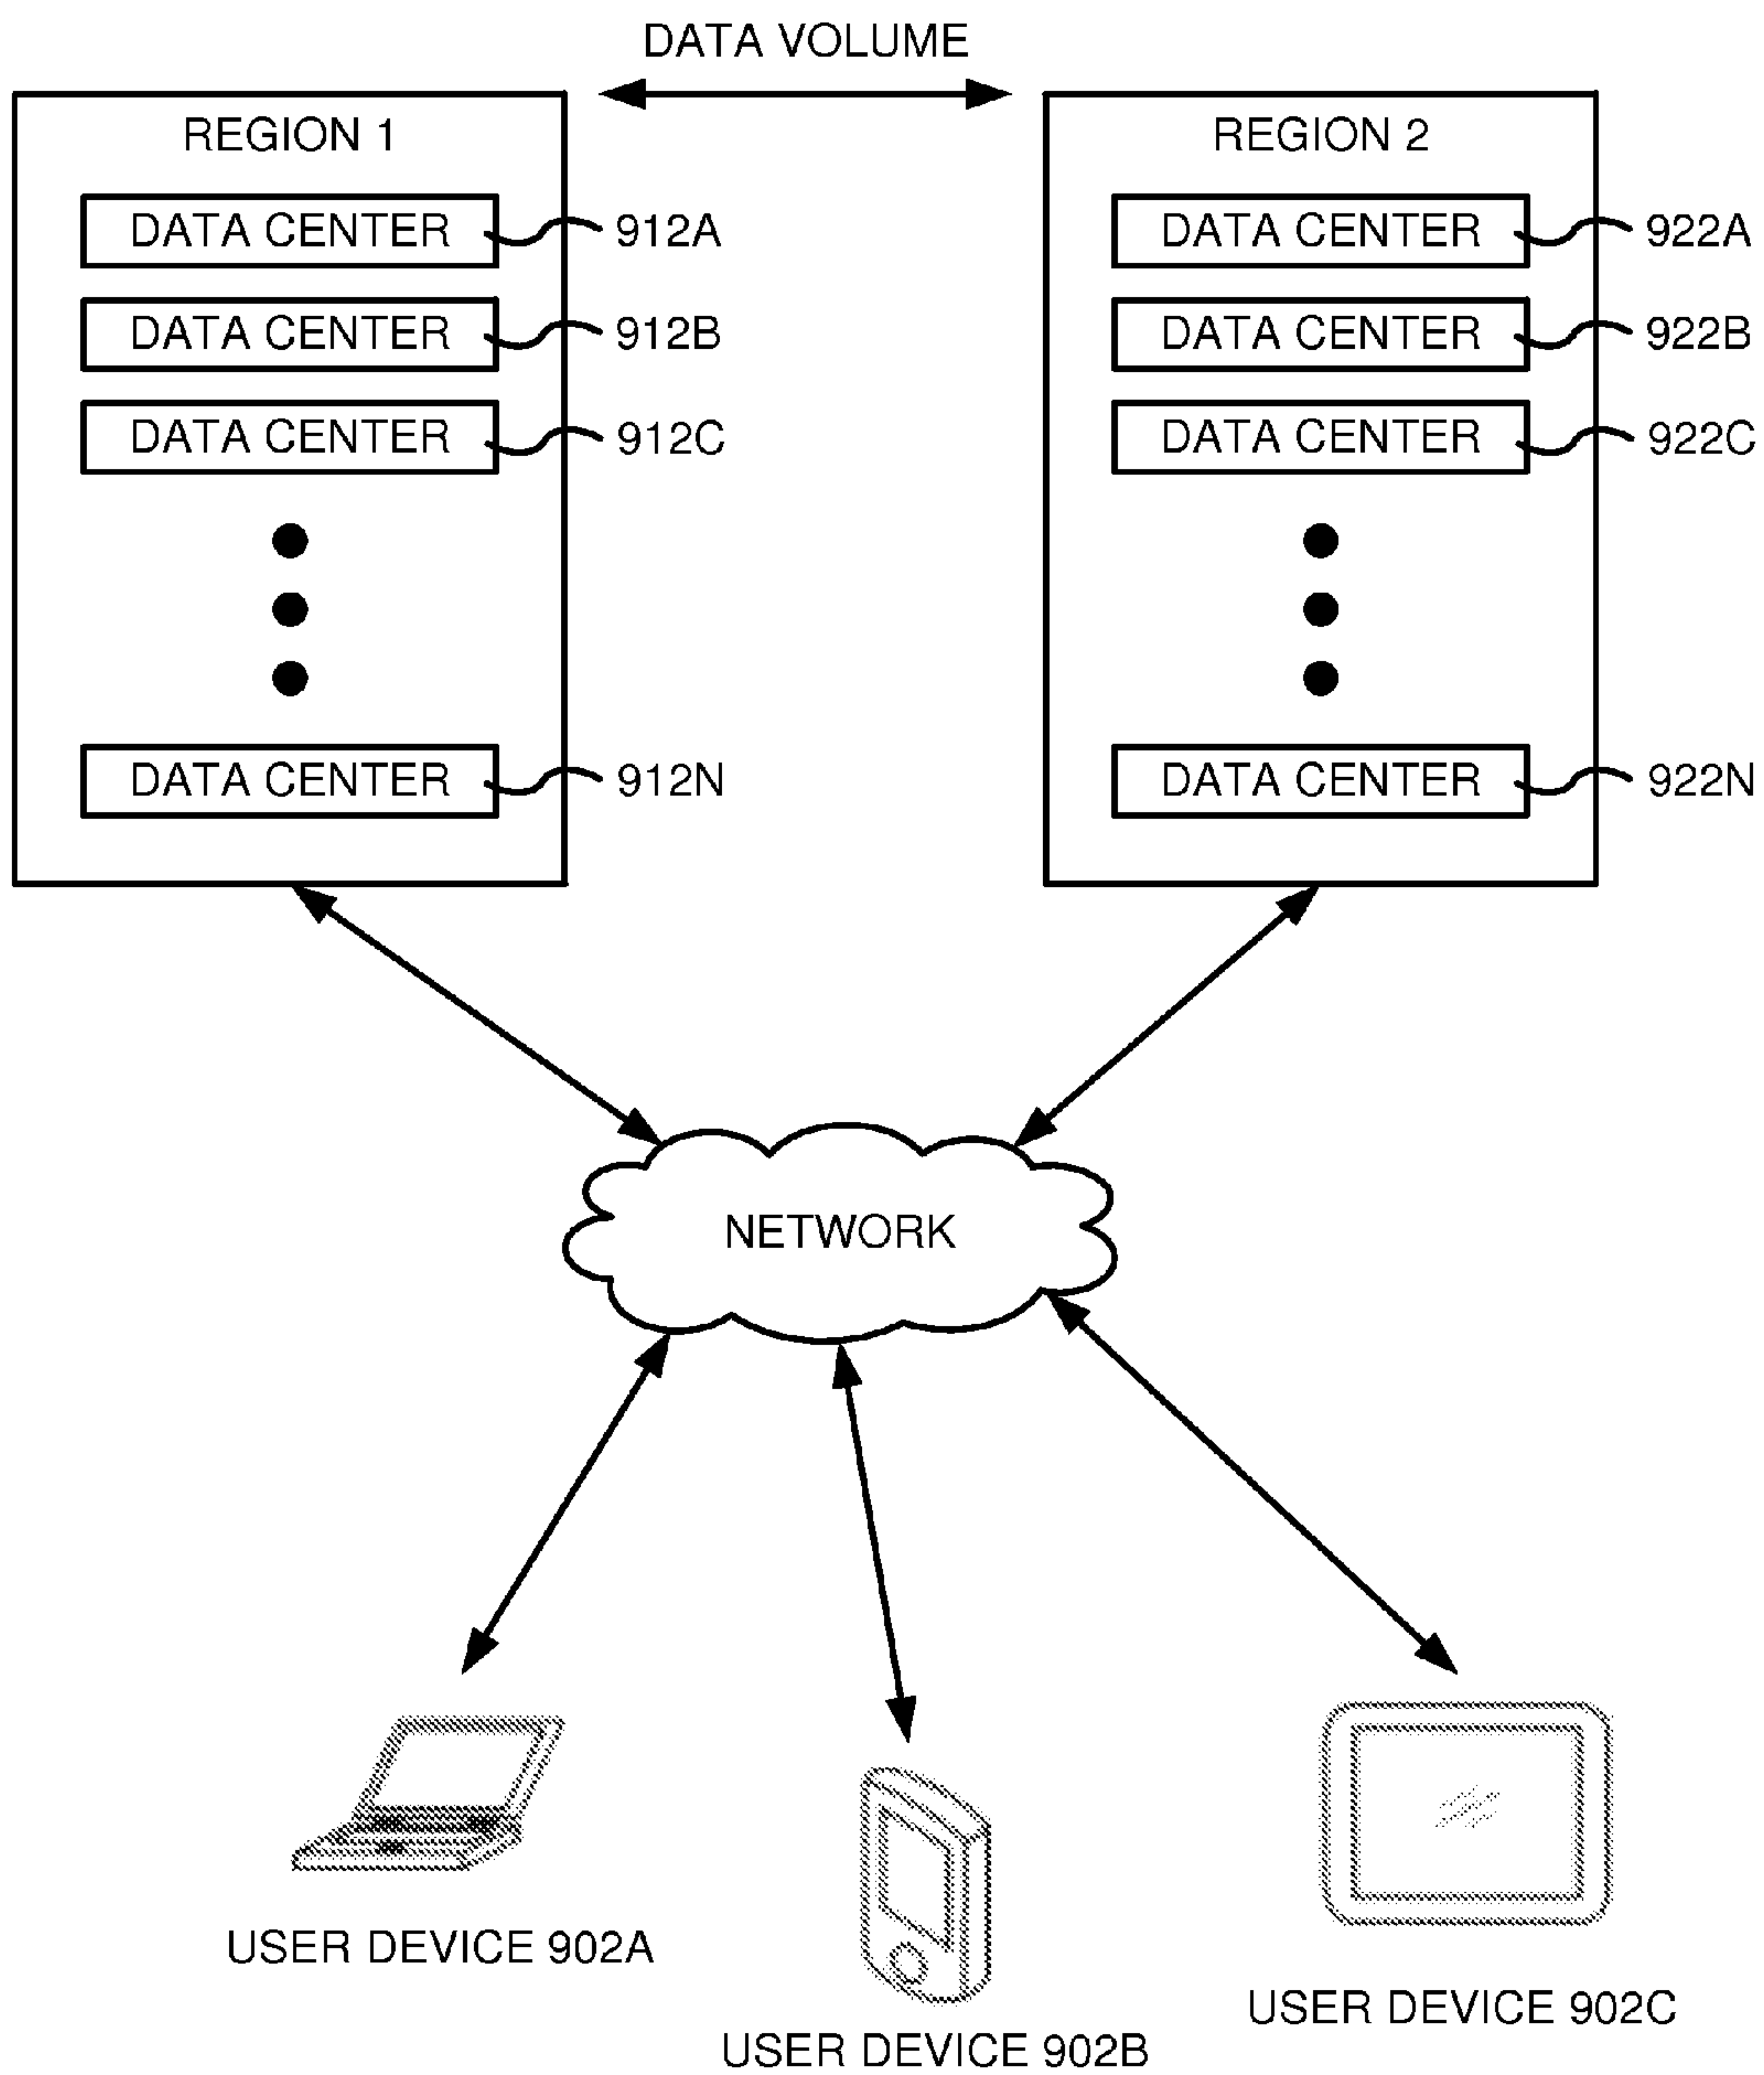 DATA VOLUME
REGION 1
DATA CENTER 912A
DATA CENTER 912B
DATA CENTER 912C
DATA CENTER 912N
REGION 2
DATA CENTER 922A
DATA CENTER 922B
DATA CENTER 922C
DATA CENTER 922N
NETWORK
USER DEVICE 902A
USER DEVICE 902B
USER DEVICE 902C